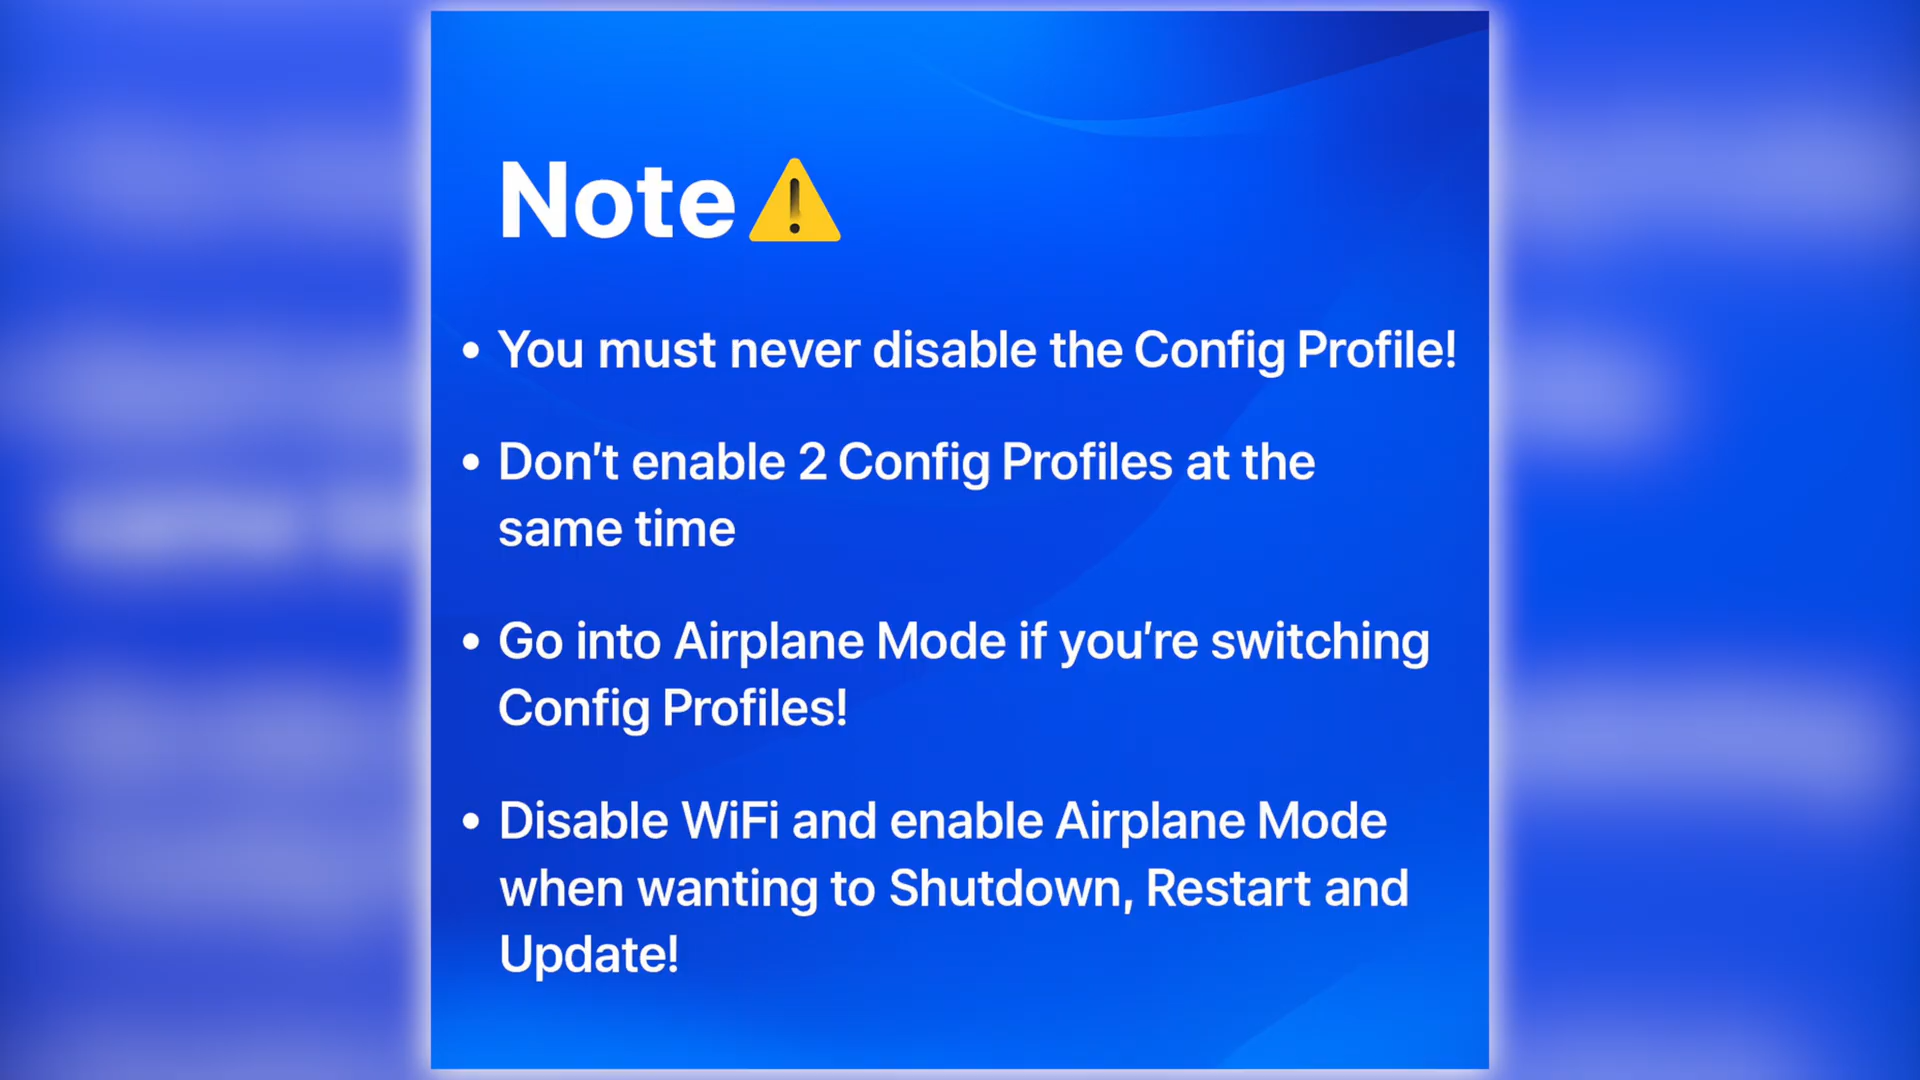 Note⚠️
• You must never disable the Config Profile!
• Don't enable 2 Config Profiles at the
same time
• Go into Airplane Mode if you're switching
Config Profiles!
• Disable WiFi and enable Airplane Mode
when wanting to Shutdown, Restart and
Update!